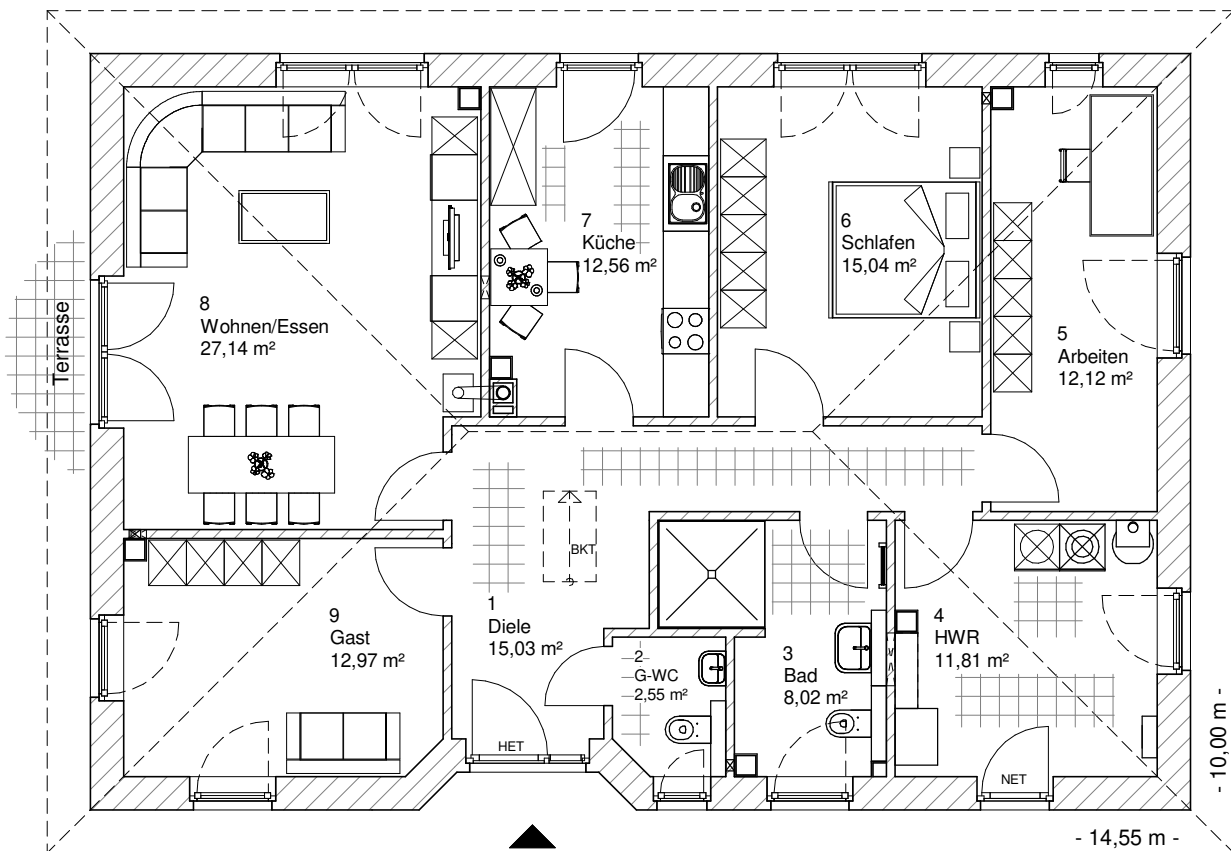 7
Küche
12,56 m²
6
Schlafen
15,04 m²
8
Wohnen/Essen
27,14 m²
Terrasse
5
Arbeiten
12,12 m²
BKT
1
Diele
15,03 m²
9
Gast
12,97 m²
2
G-WC
2,55 m²
3
Bad
8,02 m²
4
HWR
11,81 m²
HET
NET
- 10,00 m -
- 14,55 m -